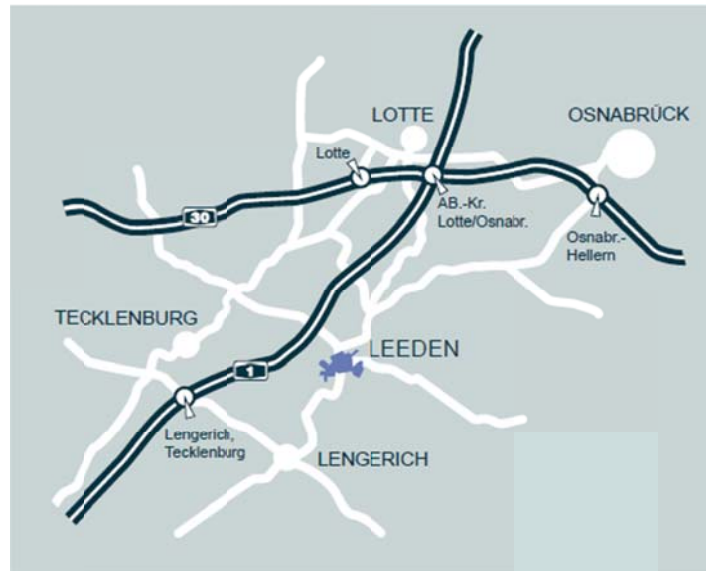 LOTTE
OSNABRÜCK
Lotte
AB.-Kr.
Lotte/Osnabr.
30
Osnabr.-
Hellern
TECKLENBURG
LEEDEN
1
Lengerich,
Tecklenburg
LENGERICH